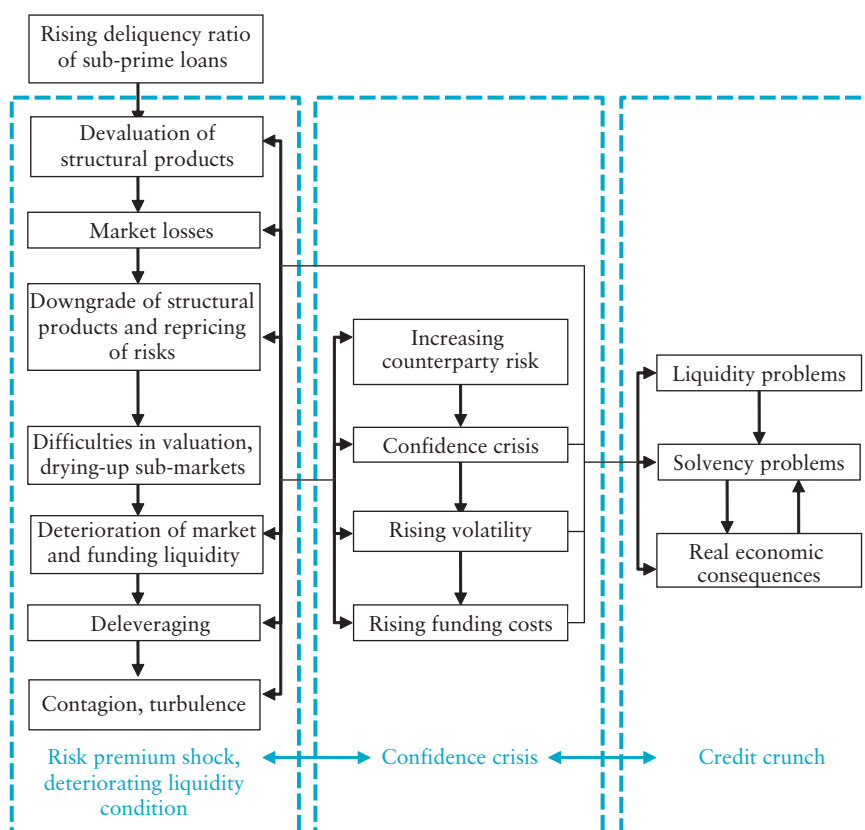 Rising deliquency ratio
of sub-prime loans
Devaluation of
structural products
Market losses
Downgrade of structural
products and repricing
of risks
Difficulties in valuation,
drying-up sub-markets
Deterioration of market
and funding liquidity
Deleveraging
Contagion, turbulence
Risk premium shock,
deteriorating liquidity
condition
Increasing
counterparty risk
Confidence crisis
Rising volatility
Rising funding costs
Confidence crisis
Liquidity problems
Solvency problems
Real economic
consequences
Credit crunch